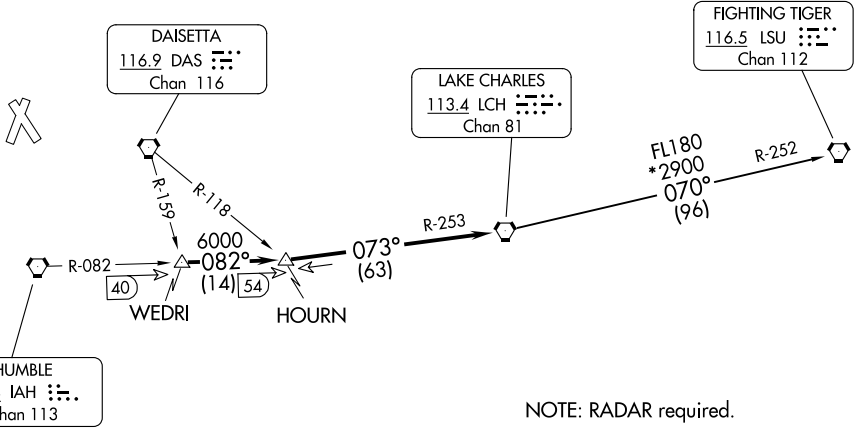 DAISETTA
116.9 DAS
Chan 116
FIGHTING TIGER
116.5 LSU
Chan 112
LAKE CHARLES
113.4 LCH
Chan 81
FL180
*2900
070°
(96)
R-252
R-159
R-118
R-253
073°
(63)
R-082
6000
082°
(14)
40
54
WEDRI
HOURN
HUMBLE
IAH
Chan 113
NOTE: RADAR required.